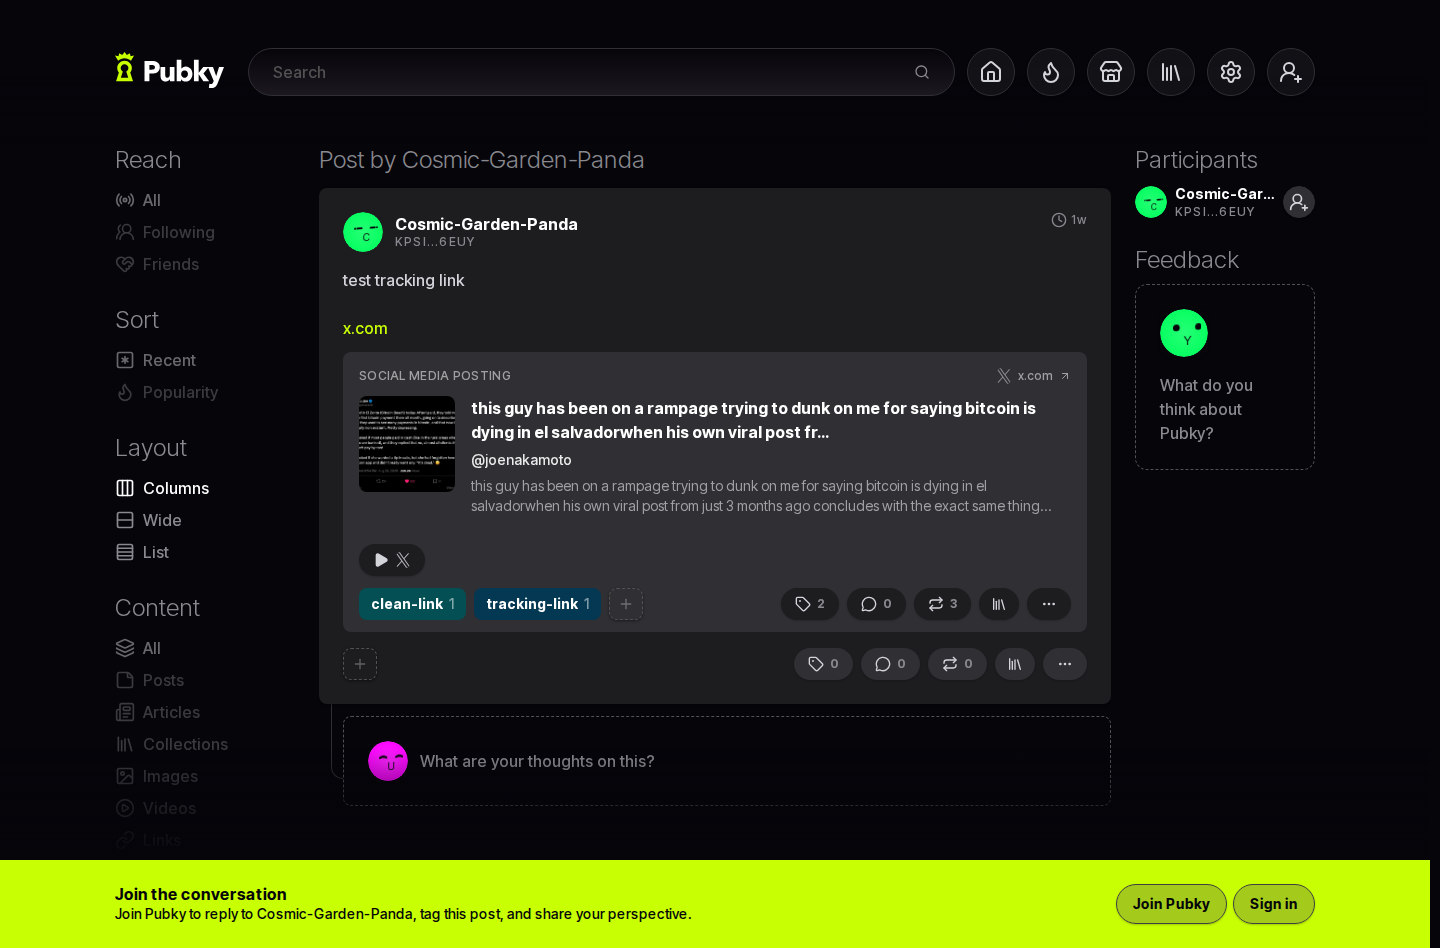 Pubky
Search
Reach
All
Following
Friends
Sort
Recent
Popularity
Layout
Columns
Wide
List
Content
All
Posts
Articles
Collections
Images
Videos
Links
Post by Cosmic-Garden-Panda
C
Cosmic-Garden-Panda
KPSI...6EUY
1w
test tracking link
x.com
SOCIAL MEDIA POSTING
x.com
this guy has been on a rampage trying to dunk on me for saying bitcoin is
dying in el salvadorwhen his own viral post fr...
@joenakamoto
this guy has been on a rampage trying to dunk on me for saying bitcoin is dying in el
salvadorwhen his own viral post from just 3 months ago concludes with the exact same thing...
clean-link 1
tracking-link 1
2
0
3
0
0
0
U
What are your thoughts on this?
Participants
C
Cosmic-Gar...
KPSI...6EUY
Feedback
Y
What do you
think about
Pubky?
Join the conversation
Join Pubky to reply to Cosmic-Garden-Panda, tag this post, and share your perspective.
Join Pubky
Sign in